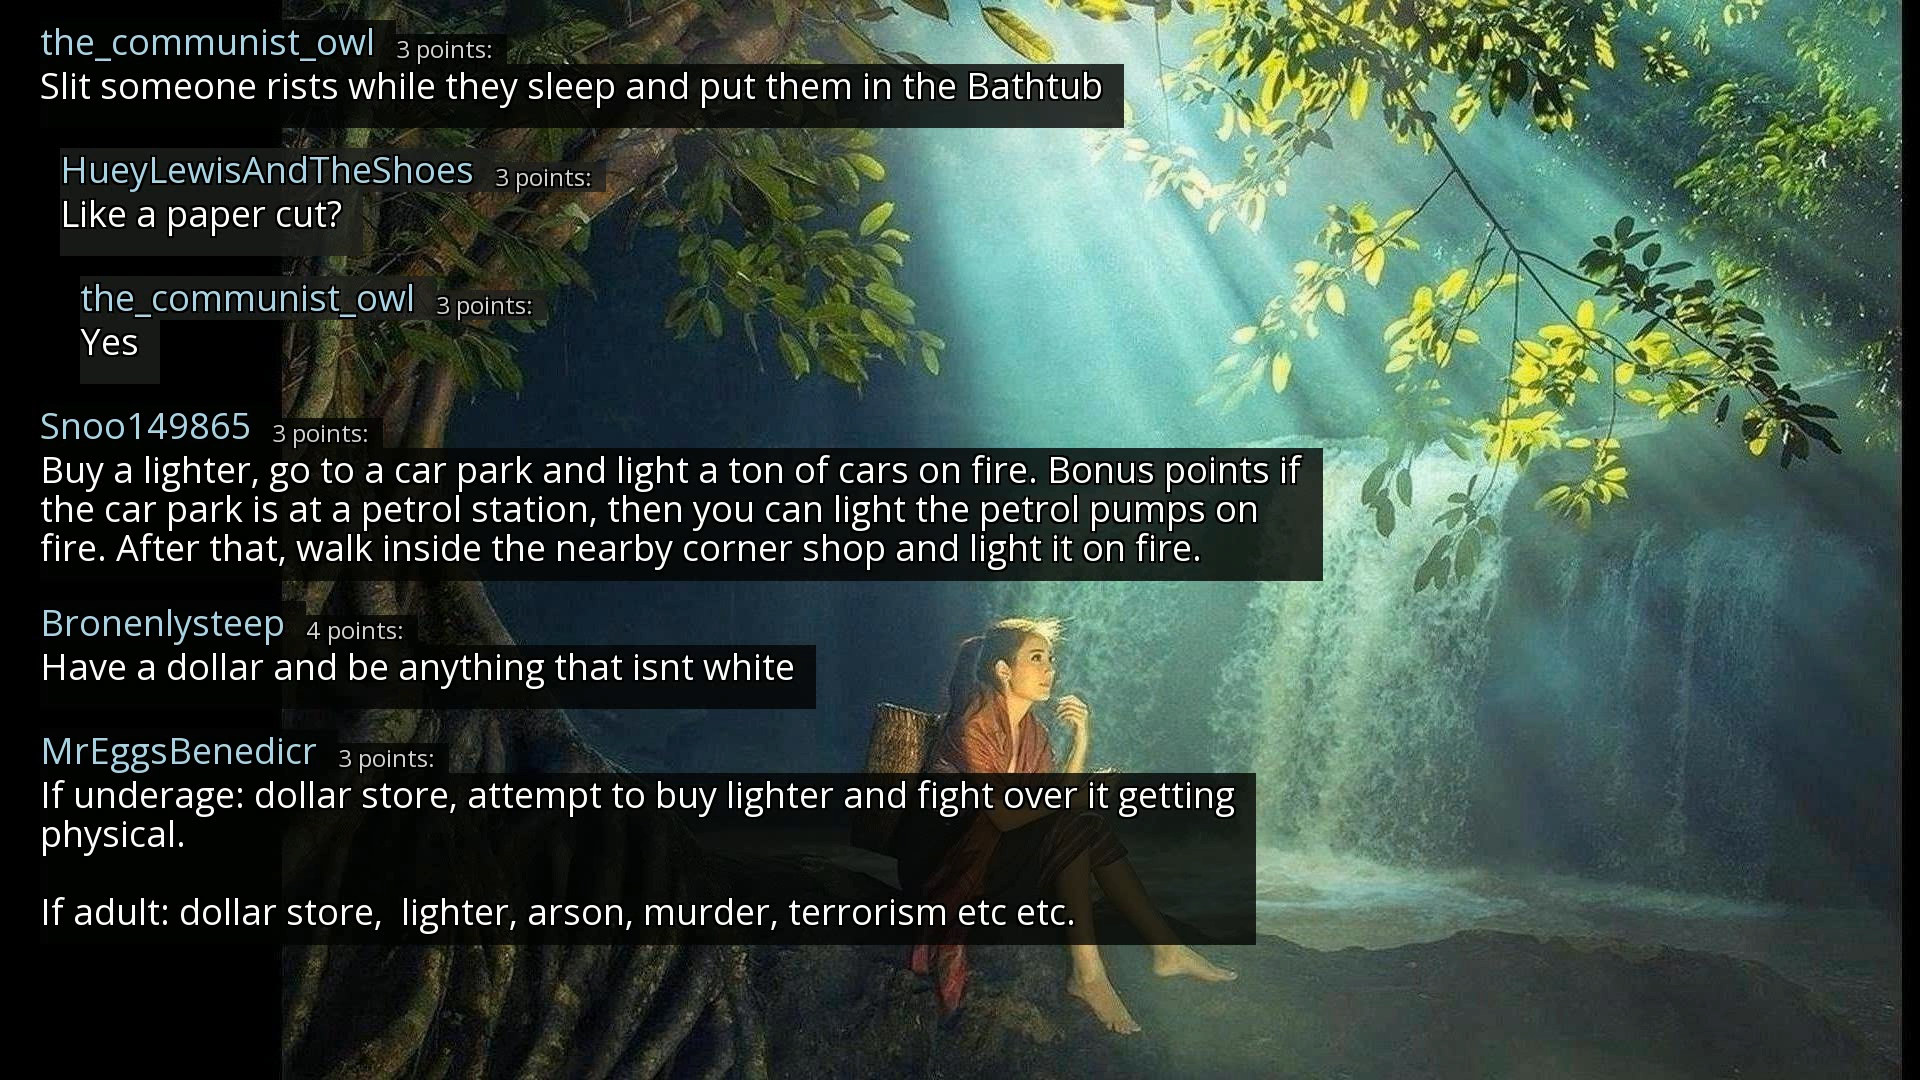 the_communist_owl 3 points:
Slit someone rists while they sleep and put them in the Bathtub
HueyLewisAndTheShoes 3 points:
Like a paper cut?
the_communist_owl 3 points:
Yes
Snoo149865 3 points:
Buy a lighter, go to a car park and light a ton of cars on fire. Bonus points if
the car park is at a petrol station, then you can light the petrol pumps on
fire. After that, walk inside the nearby corner shop and light it on fire.
Bronenlysteep 4 points:
Have a dollar and be anything that isnt white
MrEggsBenedicr 3 points:
If underage: dollar store, attempt to buy lighter and fight over it getting
physical.
If adult: dollar store,  lighter, arson, murder, terrorism etc etc.